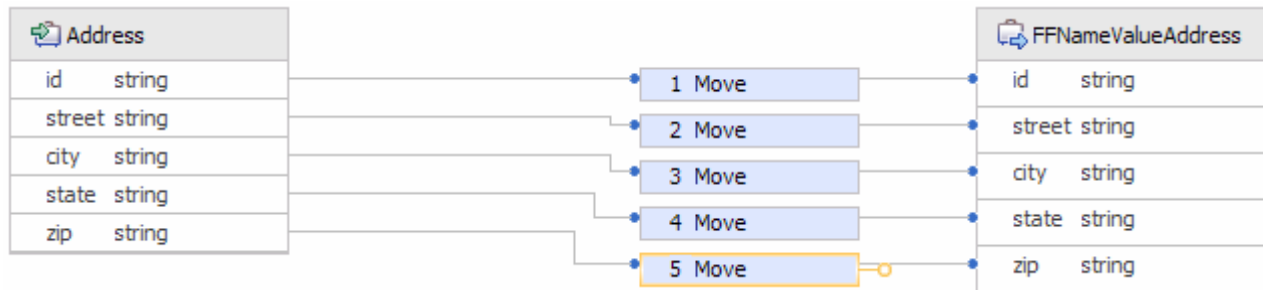 Address
FFNameValueAddress
id string
1 Move
id string
street string
2 Move
street string
city string
3 Move
city string
state string
4 Move
state string
zip string
5 Move
zip string